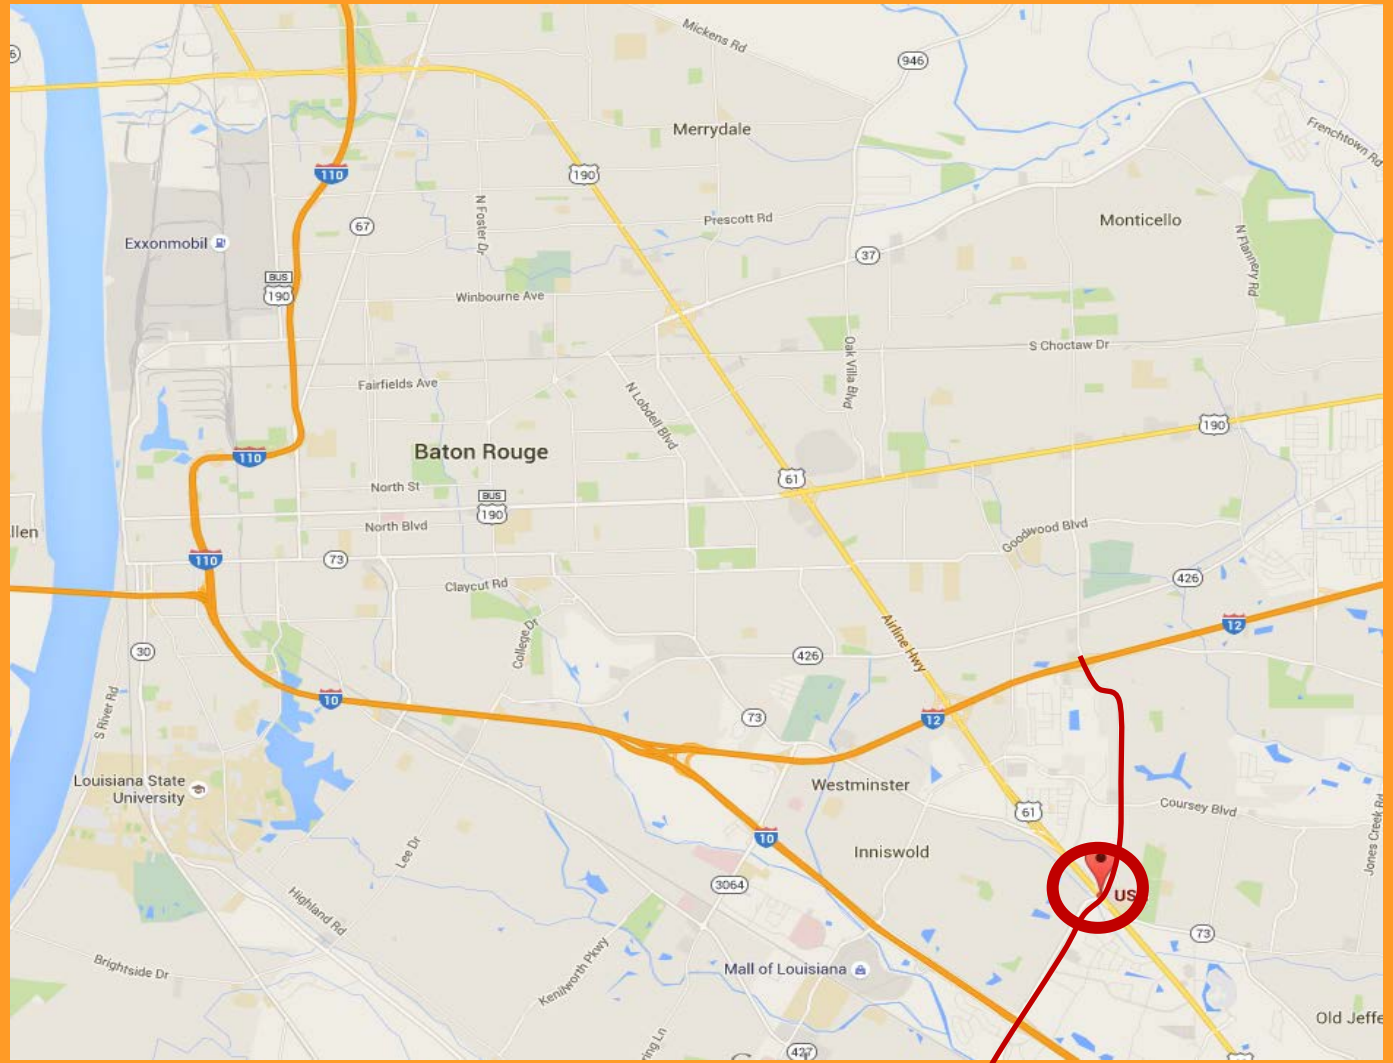 Mickens Rd
946
Merrydale
Frenchtown Rd
190
110
N Foster Dr
67
Prescott Rd
Monticello
Exxonmobil
N Flannery Rd
37
BUS
190
Winbourne Ave
S Choctaw Dr
Oak Villa Blvd
Fairfields Ave
N Lobdell Blvd
190
Baton Rouge
110
61
North St
BUS
190
North Blvd
Goodwood Blvd
llen
110
73
Claycut Rd
426
College Dr
Airline Hwy
12
30
426
10
S River Rd
73
12
Louisiana State
University
Westminster
61
Coursey Blvd
Jones Creek Rd
10
Lee Dr
Inniswold
3064
US
Highland Rd
73
Brightside Dr
Kenilworth Pkwy
Mall of Louisiana
Old Jeffe
ring Ln
427